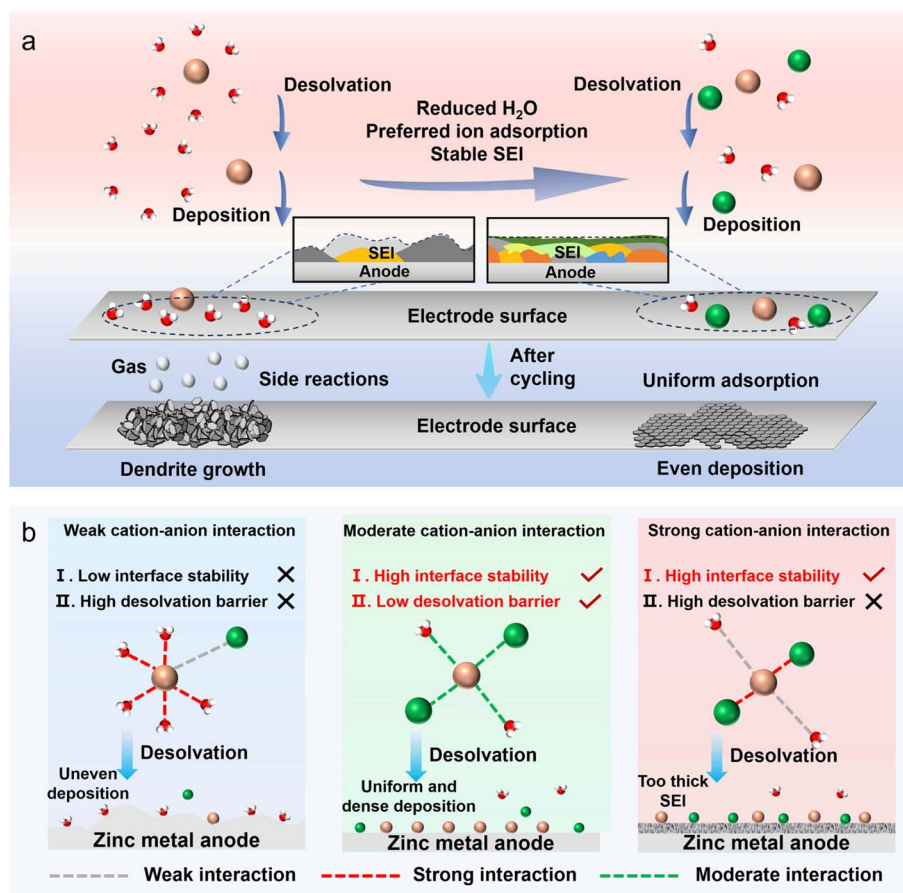 a
Desolvation
Desolvation
Reduced H₂O
Preferred ion adsorption
Stable SEI
Deposition
Deposition
SEI
Anode
SEI
Anode
Electrode surface
Gas
Side reactions
After
cycling
Uniform adsorption
Electrode surface
Dendrite growth
Even deposition
b
Weak cation-anion interaction
I. Low interface stability ✕
II. High desolvation barrier ✕
Desolvation
Uneven
deposition
Zinc metal anode
Moderate cation-anion interaction
I. High interface stability ✓
II. Low desolvation barrier ✓
Desolvation
Uniform and
dense deposition
Zinc metal anode
Strong cation-anion interaction
I. High interface stability ✓
II. High desolvation barrier ✕
Desolvation
Too thick
SEI
Zinc metal anode
Weak interaction
Strong interaction
Moderate interaction